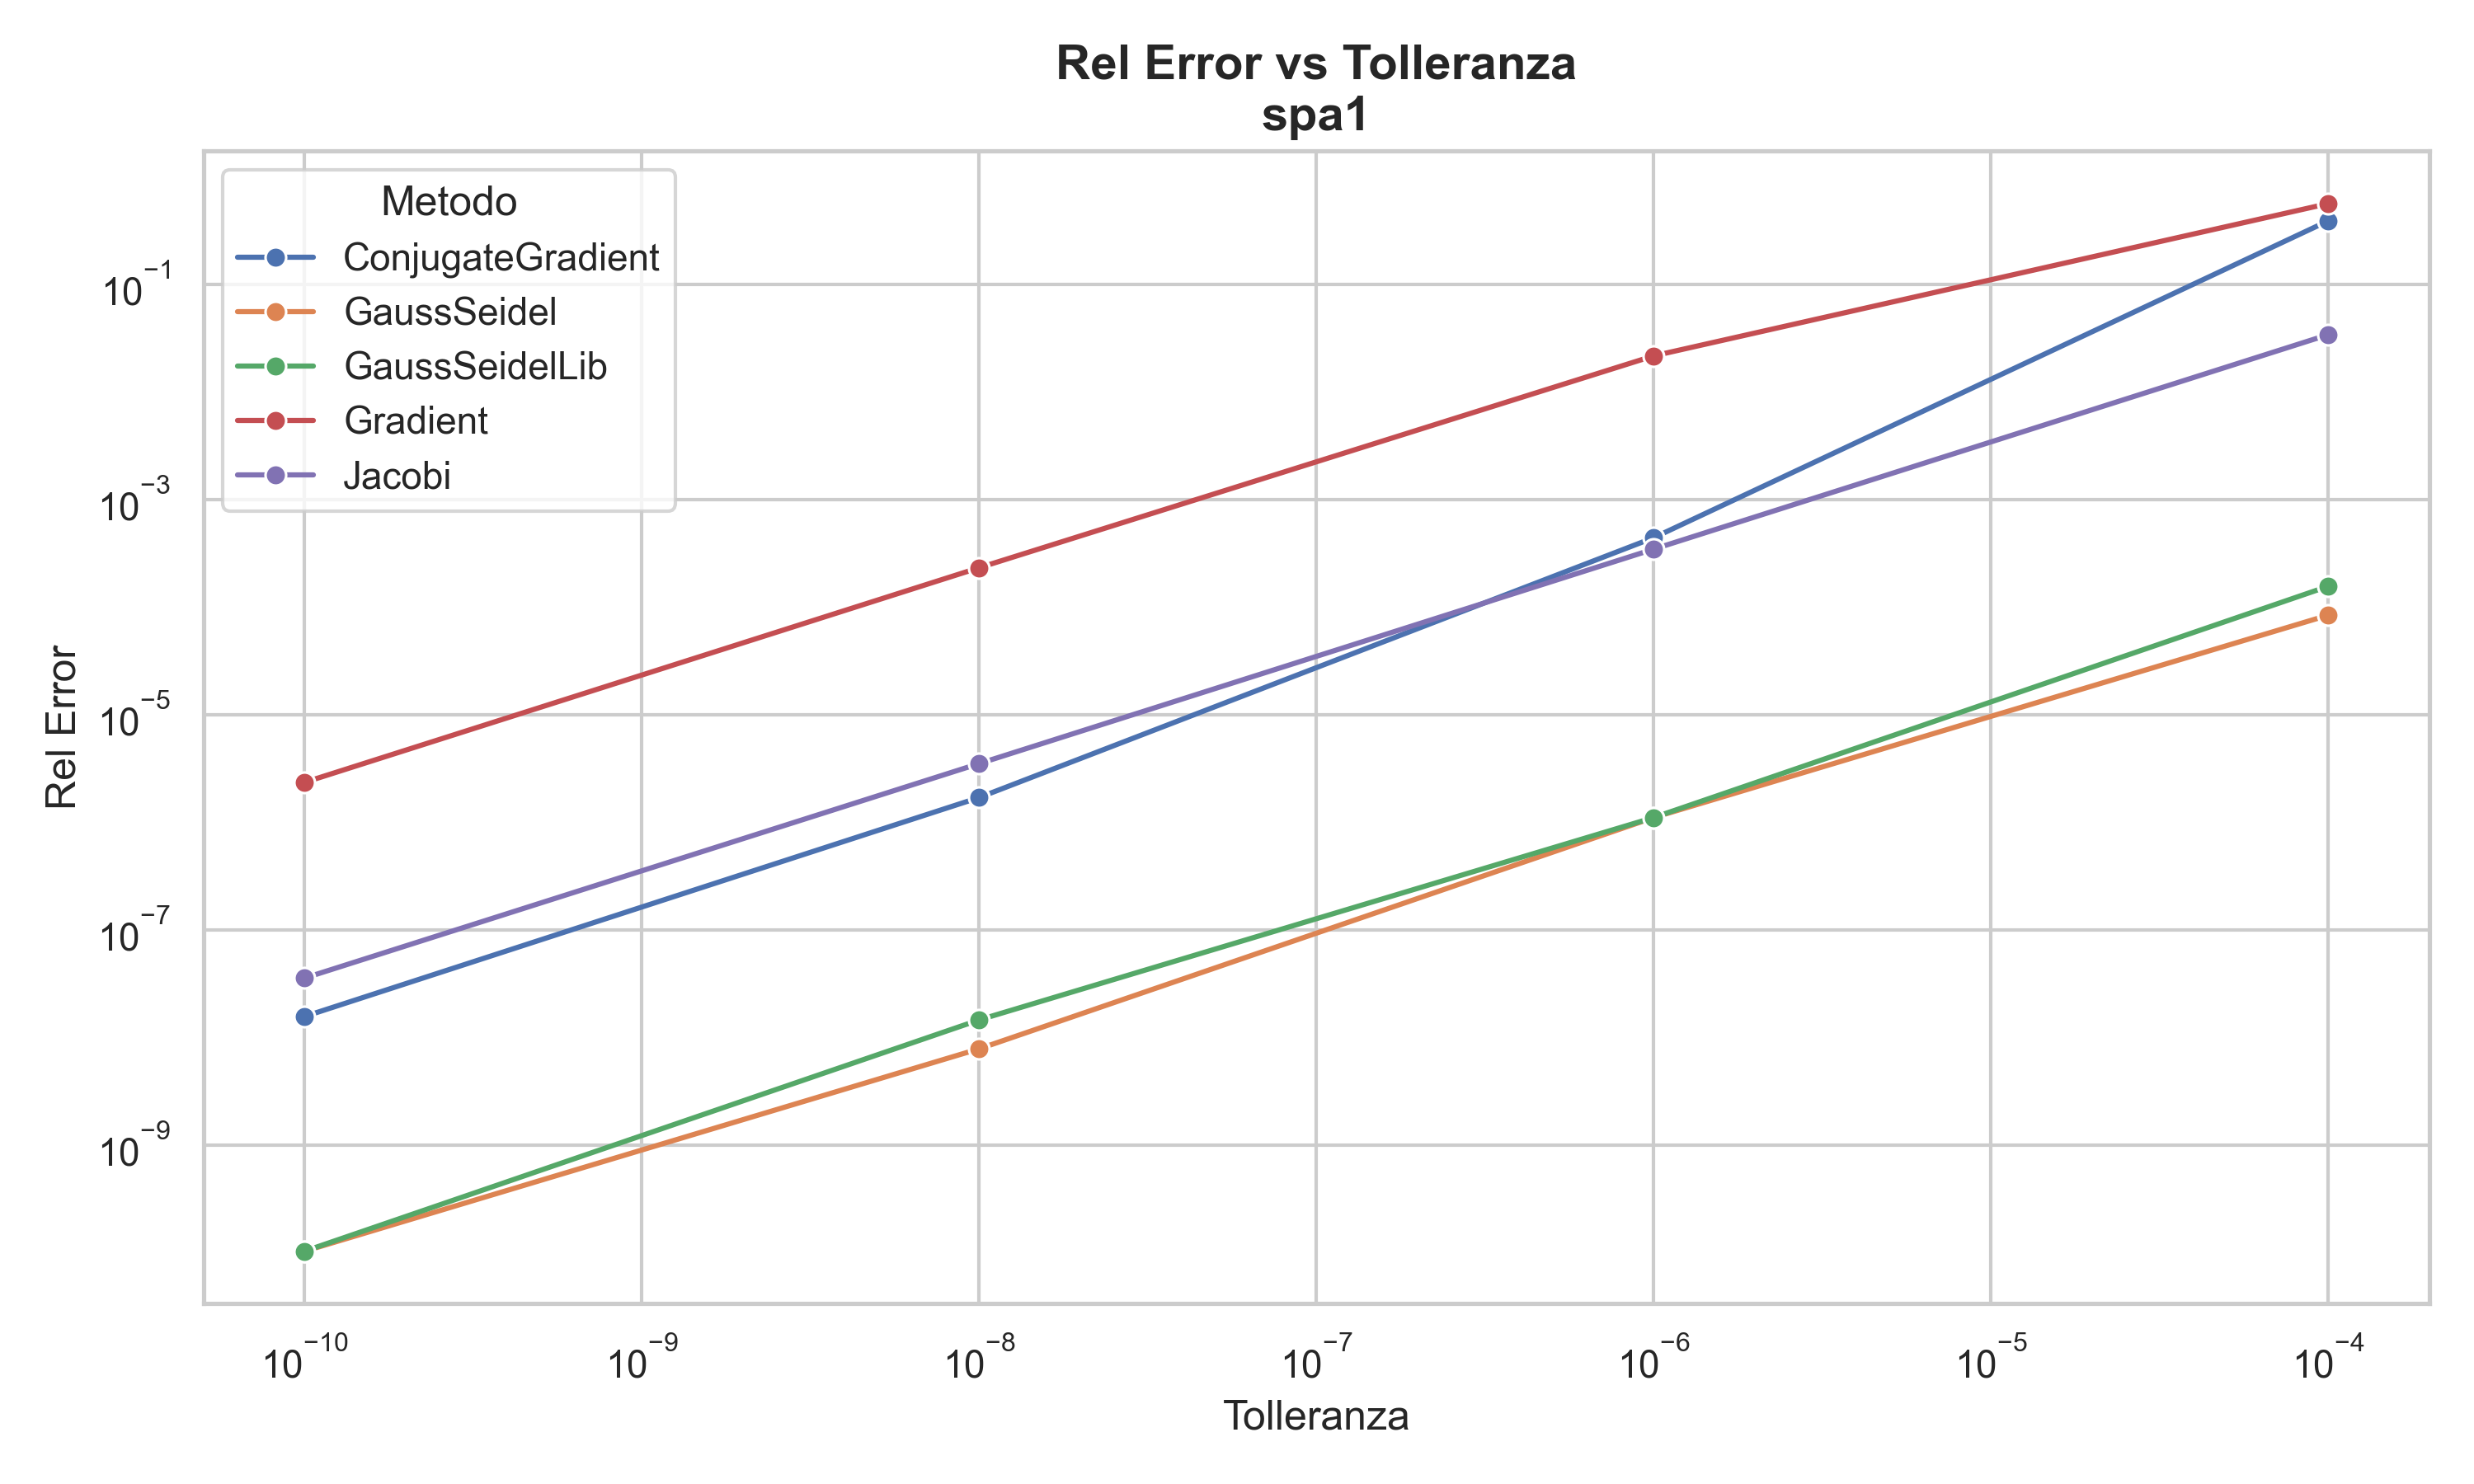 Rel Error vs Tolleranza
spa1
Metodo
ConjugateGradient
GaussSeidel
GaussSeidelLib
Gradient
Jacobi
Rel Error
10⁻¹
10⁻³
10⁻⁵
10⁻⁷
10⁻⁹
10⁻¹⁰ 10⁻⁹ 10⁻⁸ 10⁻⁷ 10⁻⁶ 10⁻⁵ 10⁻⁴
Tolleranza